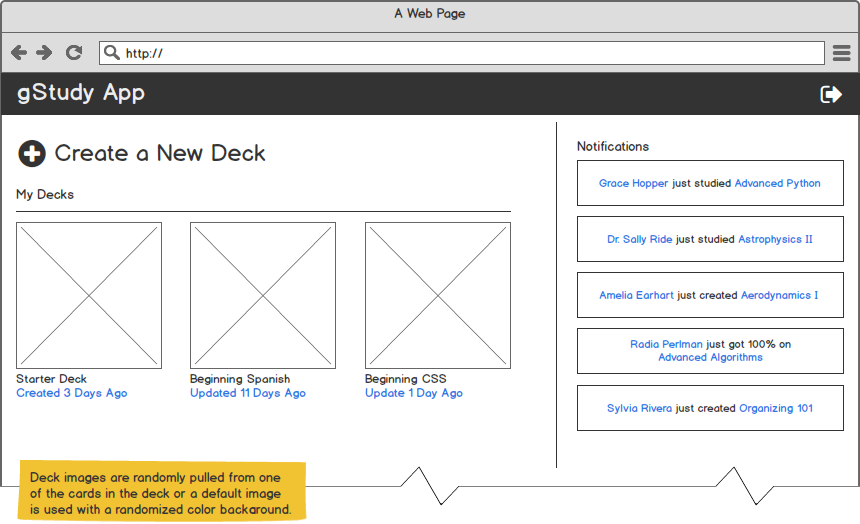 A Web Page
http://
gStudy App
Create a New Deck
My Decks
Starter Deck
Created 3 Days Ago
Beginning Spanish
Updated 11 Days Ago
Beginning CSS
Update 1 Day Ago
Notifications
Grace Hopper just studied Advanced Python
Dr. Sally Ride just studied Astrophysics II
Amelia Earhart just created Aerodynamics I
Radia Perlman just got 100% on
Advanced Algorithms
Sylvia Rivera just created Organizing 101
Deck images are randomly pulled from one
of the cards in the deck or a default image
is used with a randomized color backaround.